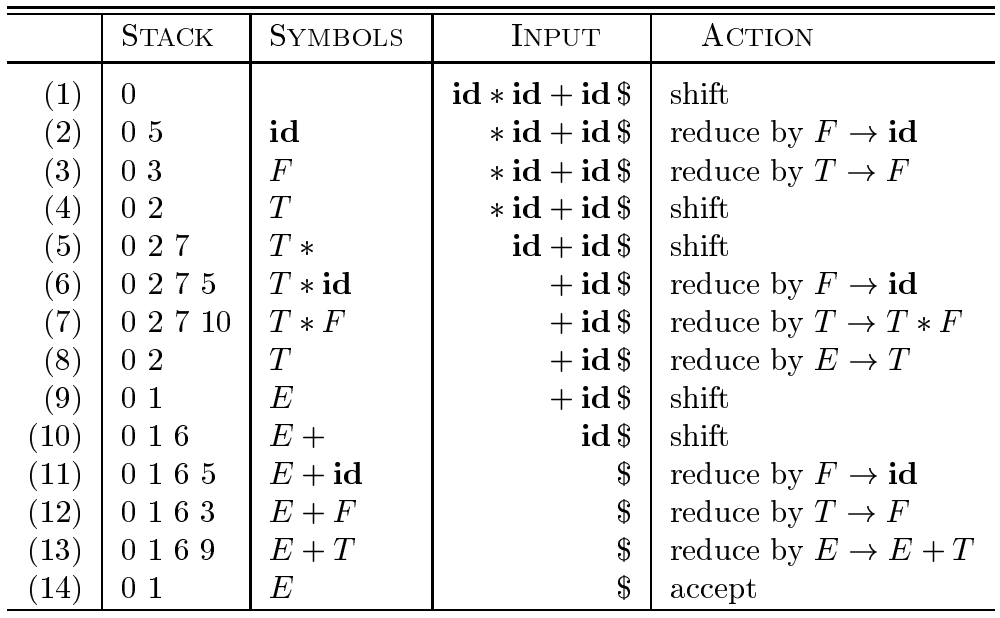 STACK SYMBOLS INPUT ACTION
(1) 0 id * id + id $ shift
(2) 0 5 id * id + id $ reduce by F → id
(3) 0 3 F * id + id $ reduce by T → F
(4) 0 2 T * id + id $ shift
(5) 0 2 7 T * id + id $ shift
(6) 0 2 7 5 T * id + id $ reduce by F → id
(7) 0 2 7 10 T * F + id $ reduce by T → T * F
(8) 0 2 T + id $ reduce by E → T
(9) 0 1 E + id $ shift
(10) 0 1 6 E + id $ shift
(11) 0 1 6 5 E + id $ reduce by F → id
(12) 0 1 6 3 E + F $ reduce by T → F
(13) 0 1 6 9 E + T $ reduce by E → E + T
(14) 0 1 E $ accept